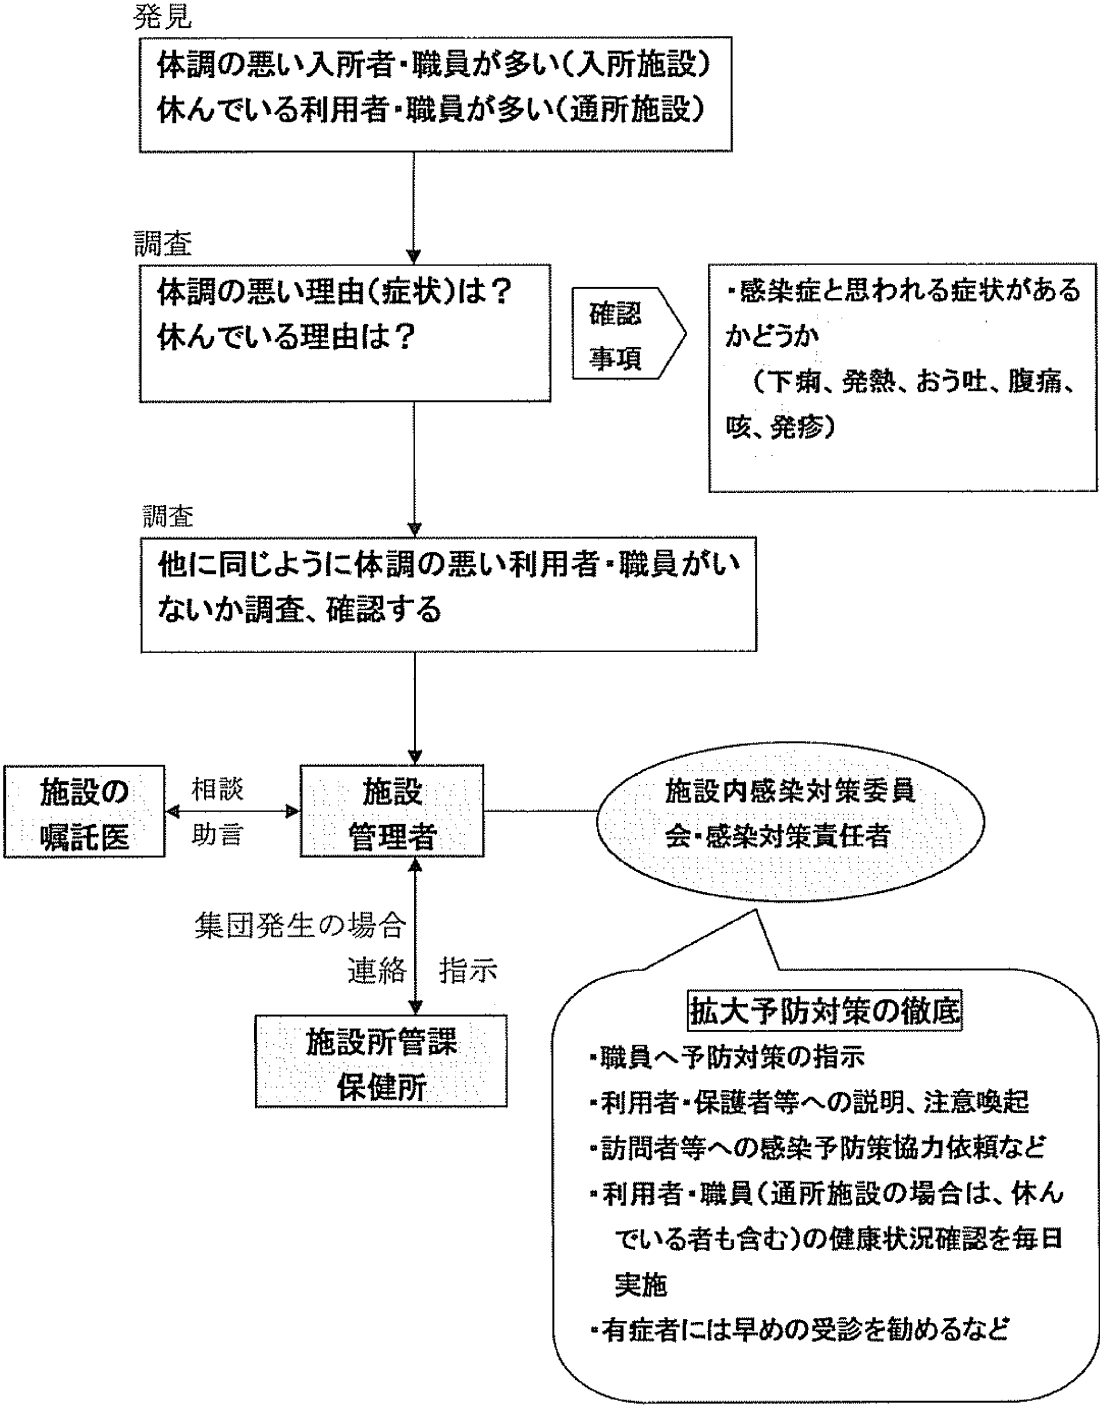 発見
体調の悪い入所者・職員が多い(入所施設)
休んでいる利用者・職員が多い(通所施設)
調査
体調の悪い理由(症状)は?
休んでいる理由は?
確認
事項
・感染症と思われる症状がある
かどうか
(下痢、発熱、おう吐、腹痛、
咳、発疹)
調査
他に同じように体調の悪い利用者・職員がい
ないか調査、確認する
施設の
嘱託医
相談
助言
施設
管理者
施設内感染対策委員
会・感染対策責任者
集団発生の場合
連絡 指示
施設所管課
保健所
拡大予防対策の徹底
・職員へ予防対策の指示
・利用者・保護者等への説明、注意喚起
・訪問者等への感染予防策協力依頼など
・利用者・職員(通所施設の場合は、休ん
でいる者も含む)の健康状況確認を毎日
実施
・有症者には早めの受診を勧めるなど